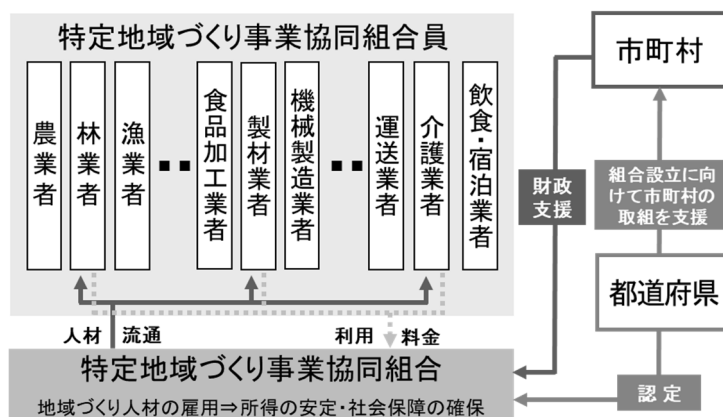 特定地域づくり事業協同組合員
農業者
林業者
漁業者
食品加工業者
製材業者
機械製造業者
運送業者
介護業者
飲食・宿泊業者
人材 流通
利用 料金
特定地域づくり事業協同組合
地域づくり人材の雇用⇒所得の安定・社会保障の確保
市町村
財政
支援
組合設立に向
けて市町村の
取組を支援
都道府県
認定